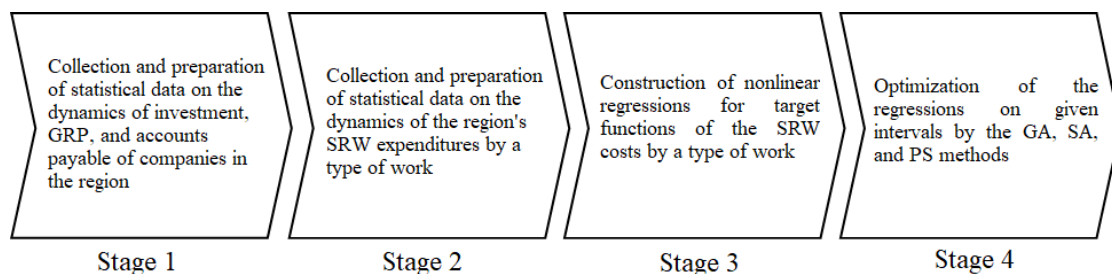 Collection and preparation
of statistical data on the
dynamics of investment,
GRP, and accounts
payable of companies in
the region
Collection and preparation
of statistical data on the
dynamics of the region's
SRW expenditures by a
type of work
Construction of nonlinear
regressions for target
functions of the SRW
costs by a type of work
Optimization of the
regressions on given
intervals by the GA, SA,
and PS methods
Stage 1
Stage 2
Stage 3
Stage 4